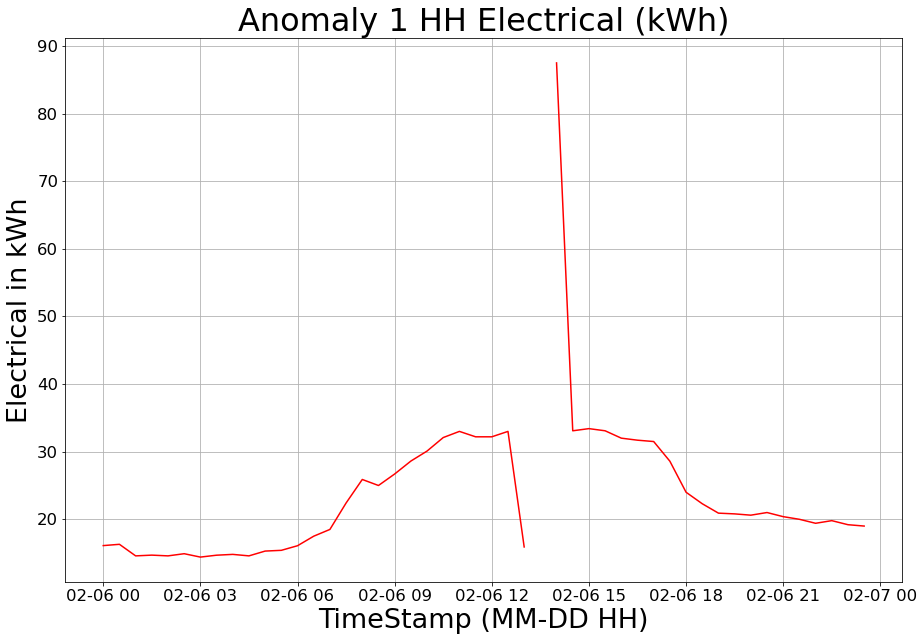 Anomaly 1 HH Electrical (kWh)
90
80
70
60
50
40
30
20
Electrical in kWh
02-06 00 02-06 03 02-06 06 02-06 09 02-06 12 02-06 15 02-06 18 02-06 21 02-07 00
TimeStamp (MM-DD HH)